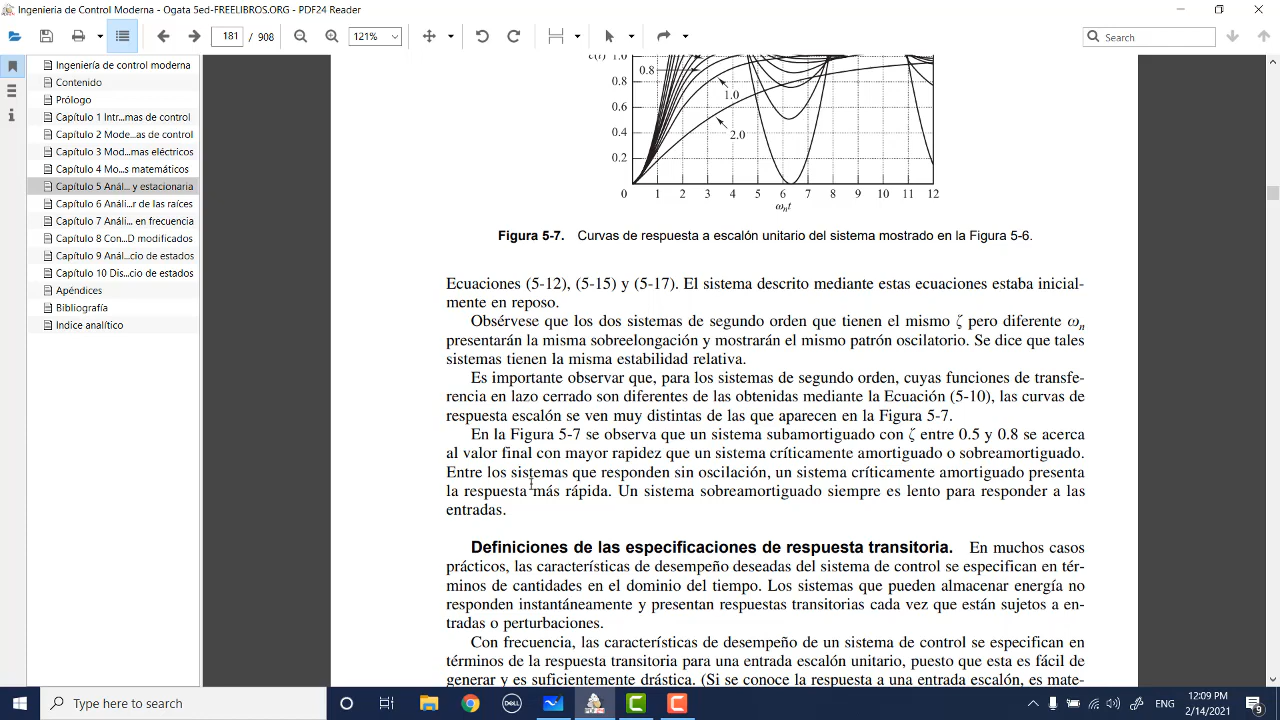 Ingeniería de Control Moderna - Ogata 5ed-FREELIBROS.ORG - PDF24 Reader
181 / 908
121%
Search
Ingeniería de control moderna
Contenido
Prólogo
Capítulo 1 Intr...mas de control
Capítulo 2 Mode...as de control
Capítulo 3 Mod...mas eléctricos
Capítulo 4 Mo...s matemáticos
Capítulo 5 Anál... y estacionaria
Capítulo 6 Análi...r de las raíces
Capítulo 7 Análi... en frecuencia
Capítulo 8 Con...D modificados
Capítulo 9 Anál...cio de estados
Capítulo 10 Dis...cio de estados
Apéndices
Bibliografía
Indice analítico
c(t) 1.0
0.8
0.8
1.0
0.6
0.4
2.0
0.2
0 1 2 3 4 5 6 7 8 9 10 11 12
ωnt
Figura 5-7. Curvas de respuesta a escalón unitario del sistema mostrado en la Figura 5-6.
Ecuaciones (5-12), (5-15) y (5-17). El sistema descrito mediante estas ecuaciones estaba inicial-
mente en reposo.
Obsérvese que los dos sistemas de segundo orden que tienen el mismo ζ pero diferente ωn
presentarán la misma sobreelongación y mostrarán el mismo patrón oscilatorio. Se dice que tales
sistemas tienen la misma estabilidad relativa.
Es importante observar que, para los sistemas de segundo orden, cuyas funciones de transfe-
rencia en lazo cerrado son diferentes de las obtenidas mediante la Ecuación (5-10), las curvas de
respuesta escalón se ven muy distintas de las que aparecen en la Figura 5-7.
En la Figura 5-7 se observa que un sistema subamortiguado con ζ entre 0.5 y 0.8 se acerca
al valor final con mayor rapidez que un sistema críticamente amortiguado o sobreamortiguado.
Entre los sistemas que responden sin oscilación, un sistema críticamente amortiguado presenta
la respuesta más rápida. Un sistema sobreamortiguado siempre es lento para responder a las
entradas.
Definiciones de las especificaciones de respuesta transitoria. En muchos casos
prácticos, las características de desempeño deseadas del sistema de control se especifican en tér-
minos de cantidades en el dominio del tiempo. Los sistemas que pueden almacenar energía no
responden instantáneamente y presentan respuestas transitorias cada vez que están sujetos a en-
tradas o perturbaciones.
Con frecuencia, las características de desempeño de un sistema de control se especifican en
términos de la respuesta transitoria para una entrada escalón unitario, puesto que esta es fácil de
generar y es suficientemente drástica. (Si se conoce la respuesta a una entrada escalón, es mate-
Type here to search
DELL
ENG
12:09 PM
2/14/2021
9